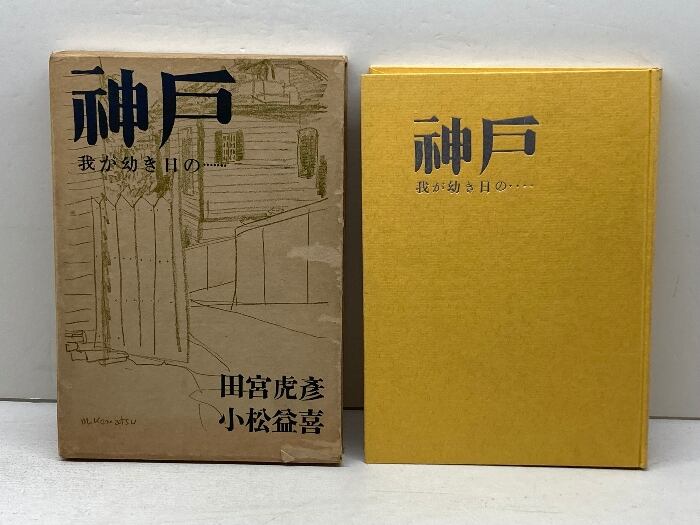 神戸
我が幼き日の……
田宮虎彦
小松益喜
M.Komatsu
神戸
我が幼き日の‥‥